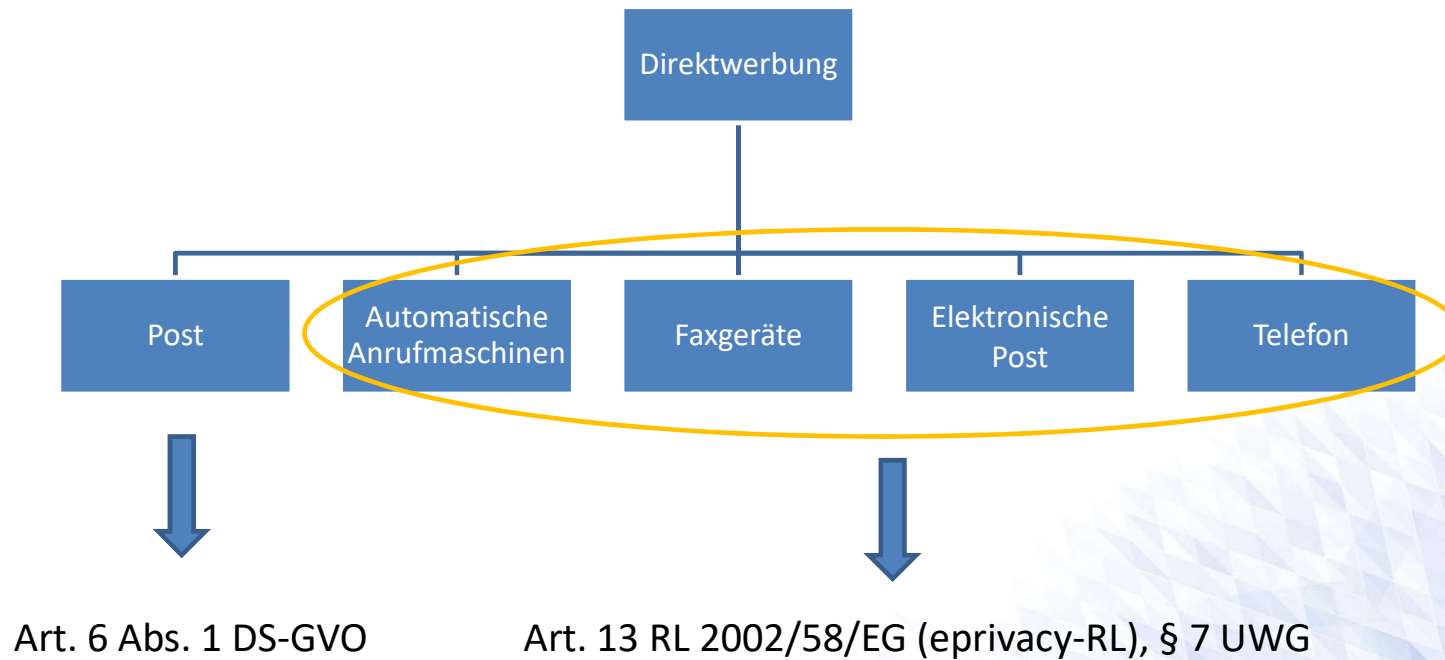 Direktwerbung
Post
Automatische
Anrufmaschinen
Faxgeräte
Elektronische
Post
Telefon
Art. 6 Abs. 1 DS-GVO
Art. 13 RL 2002/58/EG (eprivacy-RL), § 7 UWG